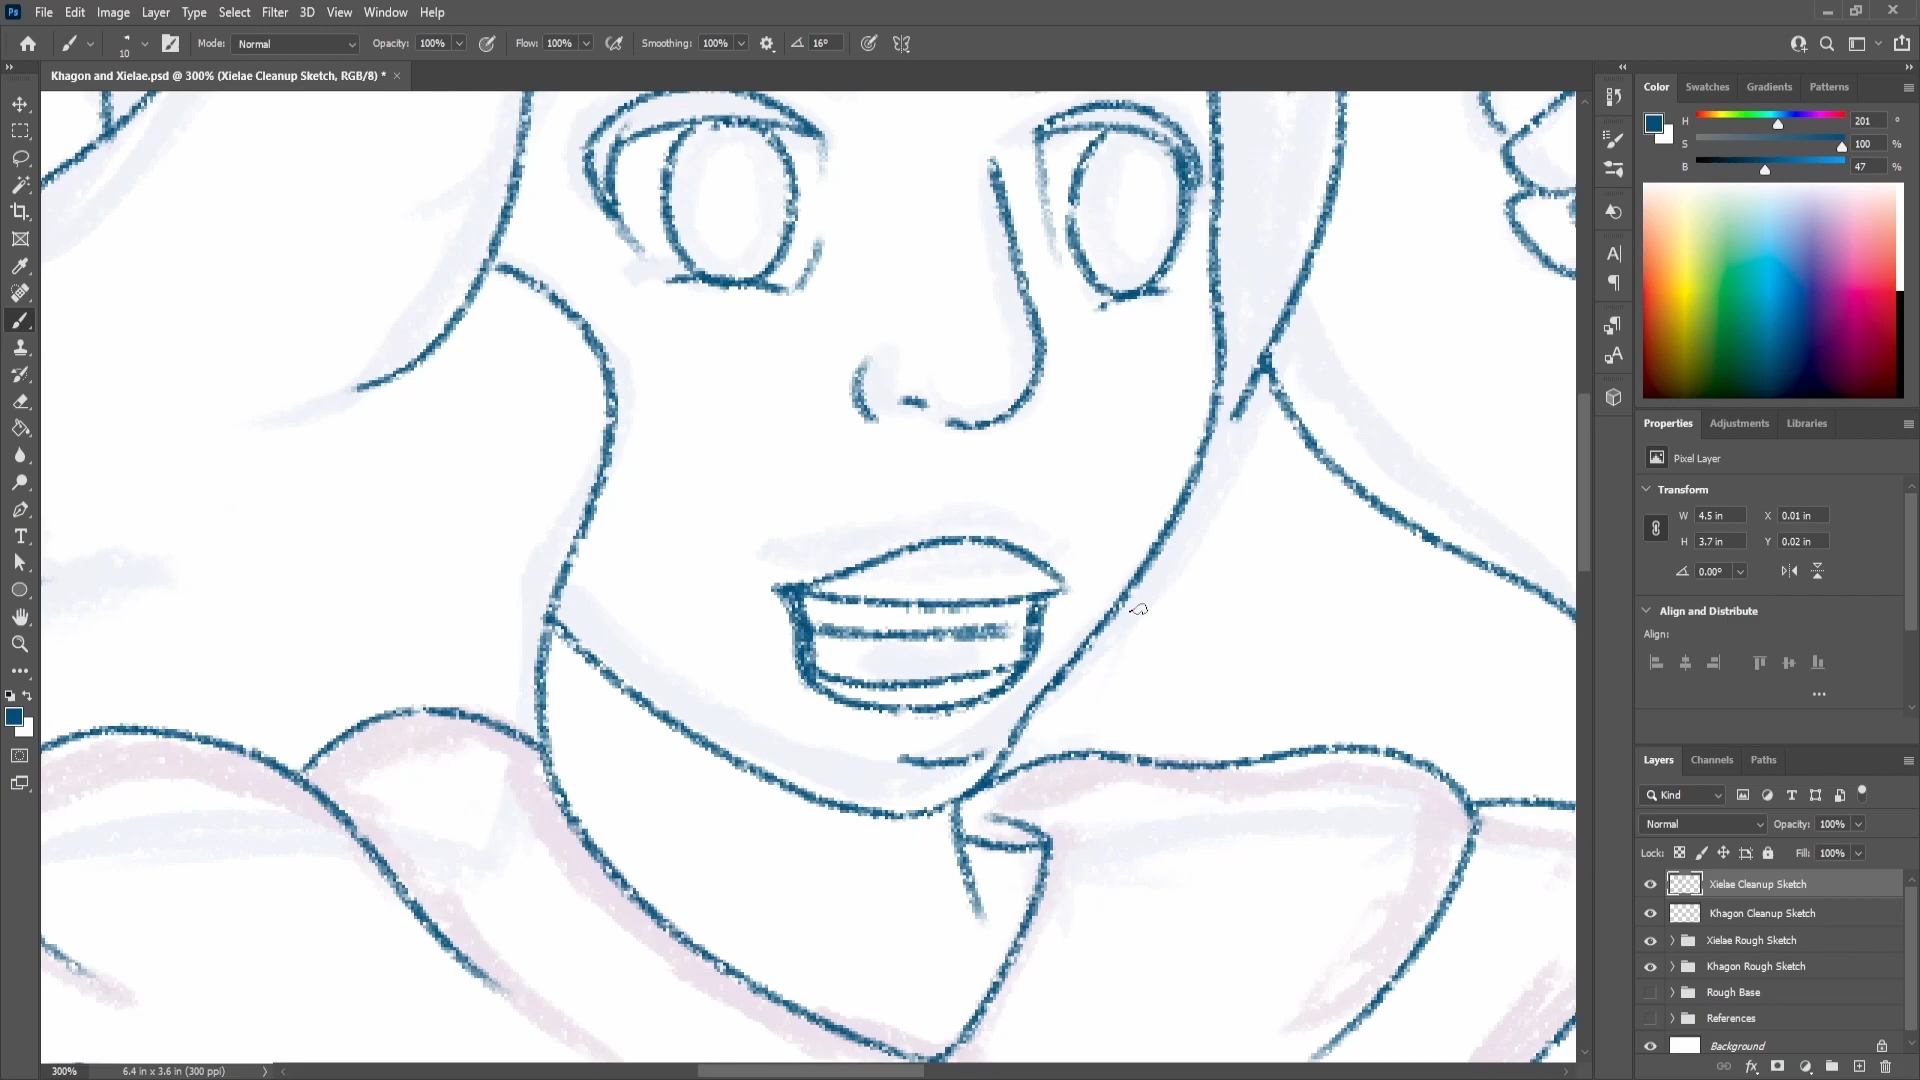 Ps File Edit Image Layer Type Select Filter 3D View Window Help
10 Mode: Normal Opacity: 100% Flow: 100% Smoothing: 100% 16°
Khagon and Xielae.psd @ 300% (Xielae Cleanup Sketch, RGB/8) *
Color Swatches Gradients Patterns
H 201 °
S 100 %
B 47 %
Properties Adjustments Libraries
Pixel Layer
Transform
W 4.5 in X 0.01 in
H 3.7 in Y 0.02 in
0.00°
Align and Distribute
Align:
Layers Channels Paths
Kind
Normal Opacity: 100%
Lock: Fill: 100%
Xielae Cleanup Sketch
Khagon Cleanup Sketch
Xielae Rough Sketch
Khagon Rough Sketch
Rough Base
References
Background
300% 6.4 in x 3.6 in (300 ppi)